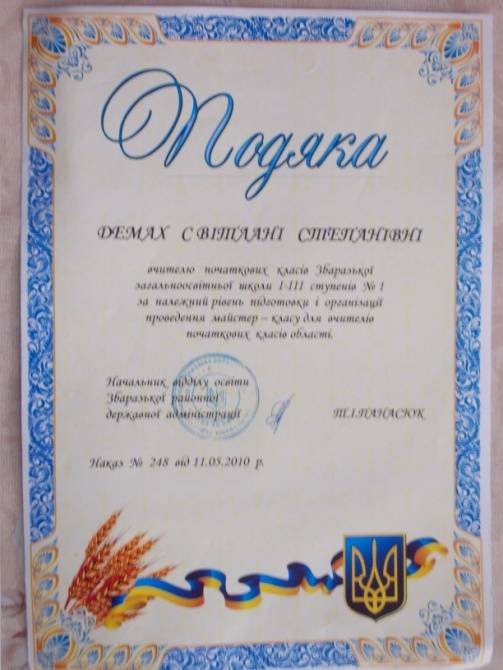 Подяка
ДЕМАХ СВІТЛАНІ СТЕПАНІВНІ
вчителю початкових класів Збаразької
загальноосвітньої школи І-ІІІ ступенів № 1
за належний рівень підготовки і організації
проведення майстер – класу для вчителів
початкових класів області.
Начальник відділу освіти
Збаразької районної
державної адміністрації Т.І.ПАНАСЮК
Наказ № 248 від 11.05.2010 р.